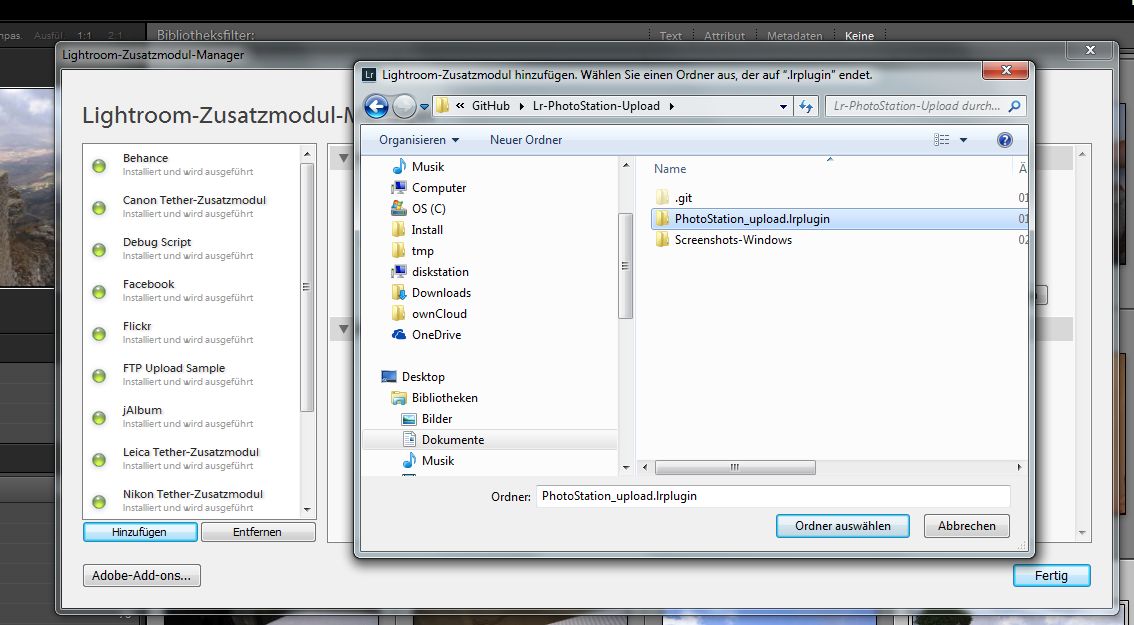 Ausfül. 1:1 2:1
Bibliotheksfilter: Text Attribut Metadaten Keine
Lightroom-Zusatzmodul-Manager
Lightroom-Zusatzmodul-M
Behance
Installiert und wird ausgeführt
Canon Tether-Zusatzmodul
Installiert und wird ausgeführt
Debug Script
Installiert und wird ausgeführt
Facebook
Installiert und wird ausgeführt
Flickr
Installiert und wird ausgeführt
FTP Upload Sample
Installiert und wird ausgeführt
jAlbum
Installiert und wird ausgeführt
Leica Tether-Zusatzmodul
Installiert und wird ausgeführt
Nikon Tether-Zusatzmodul
Installiert und wird ausgeführt
Hinzufügen Entfernen
Adobe-Add-ons...
Fertig
Lr Lightroom-Zusatzmodul hinzufügen. Wählen Sie einen Ordner aus, der auf ".lrplugin" endet.
« GitHub Lr-PhotoStation-Upload
Lr-PhotoStation-Upload durch...
Organisieren Neuer Ordner
Musik
Computer
OS (C)
Install
tmp
diskstation
Downloads
ownCloud
OneDrive
Desktop
Bibliotheken
Bilder
Dokumente
Musik
Name Ä
.git 01
PhotoStation_upload.lrplugin 01
Screenshots-Windows 02
Ordner: PhotoStation_upload.lrplugin
Ordner auswählen Abbrechen